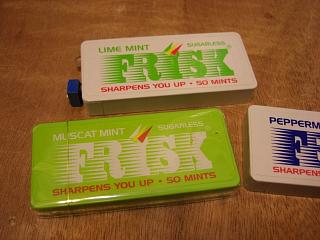 LIME MINT SUGARLESS
FRISK
SHARPENS YOU UP • 50 MINTS
MUSCAT MINT SUGARLESS
FRISK
SHARPENS YOU UP • 50 MINTS
PEPPERM
F
SHARPENS